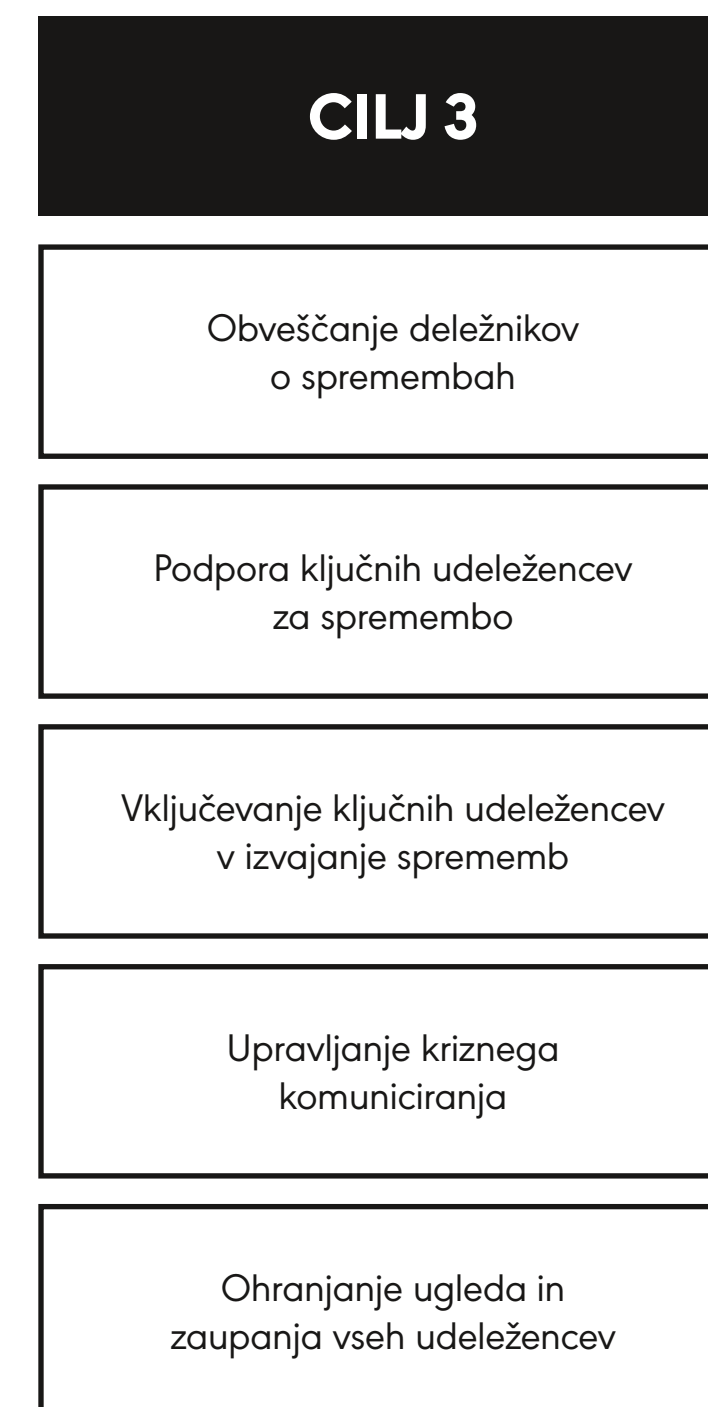 CILJ 3
Obveščanje deležnikov
o spremembah
Podpora ključnih udeležencev
za spremembo
Vključevanje ključnih udeležencev
v izvajanje sprememb
Upravljanje kriznega
komuniciranja
Ohranjanje ugleda in
zaupanja vseh udeležencev